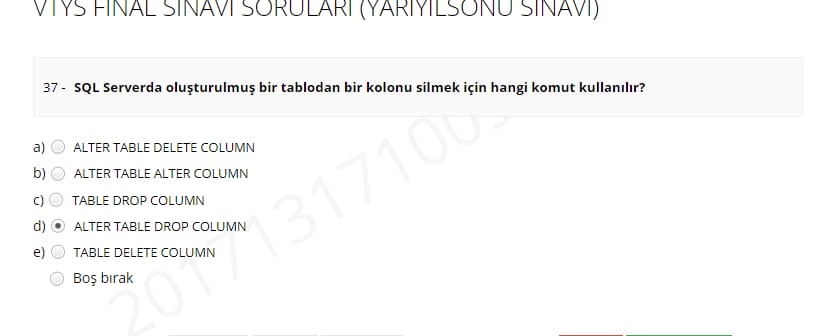 VTYS FİNAL SINAVI SORULARI (YARIYILSONU SINAVI)
37 - SQL Serverda oluşturulmuş bir tablodan bir kolonu silmek için hangi komut kullanılır?
a) ALTER TABLE DELETE COLUMN
b) ALTER TABLE ALTER COLUMN
c) TABLE DROP COLUMN
d) ALTER TABLE DROP COLUMN
e) TABLE DELETE COLUMN
Boş bırak